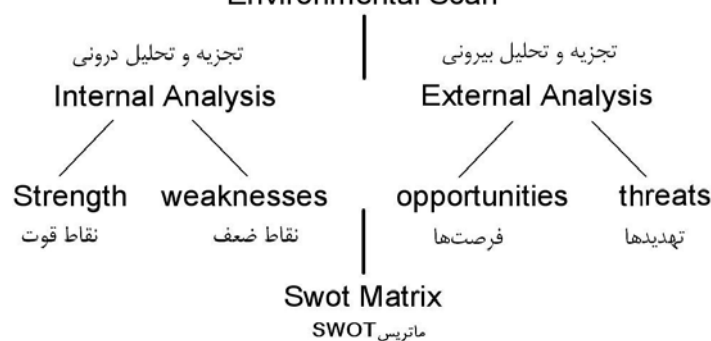 Environmental Scan
تجزیه و تحلیل درونی
تجزیه و تحلیل بیرونی
Internal Analysis
External Analysis
Strength
weaknesses
opportunities
threats
نقاط قوت
نقاط ضعف
فرصت‌ها
تهدیدها
Swot Matrix
ماتریس SWOT